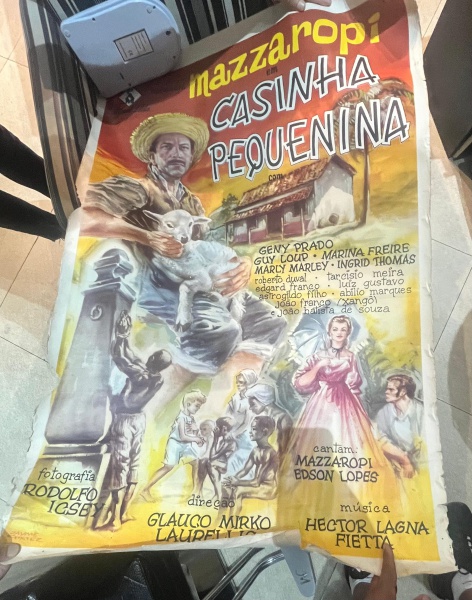 mazzaropi
em
CASINHA
PEQUENINA
com
GENY PRADO
GUY LOUP • MARINA FREIRE
MARLY MARLEY • INGRID THOMAS
roberto duval • tarcisio meira
edgard franco • luiz gustavo
astrogildo filho • abilio marques
joão franco (xangô)
e joão batista de souza
cantam:
MAZZAROPI
EDSON LOPES
fotografia
RODOLFO
ICSEY
direção
GLAUCO MIRKO
LAURELLI
música
HECTOR LAGNA
FIETTA